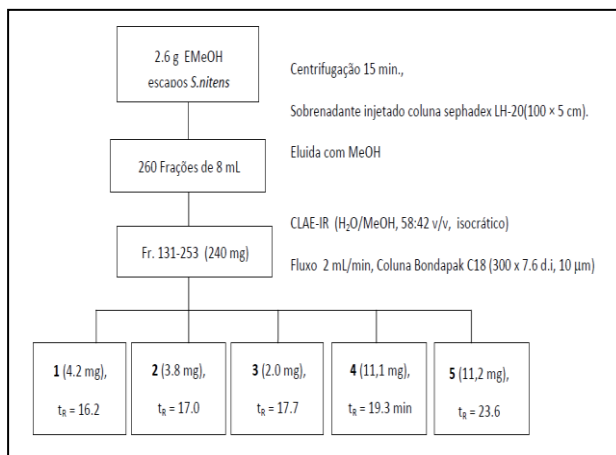 2.6 g EMeOH
escapos S.nitens
Centrifugação 15 min.,
Sobrenadante injetado coluna sephadex LH-20(100 × 5 cm).
Eluída com MeOH
260 Frações de 8 mL
CLAE-IR (H₂O/MeOH, 58:42 v/v, isocrático)
Fr. 131-253 (240 mg)
Fluxo 2 mL/min, Coluna Bondapak C18 (300 x 7.6 d.i, 10 μm)
1 (4.2 mg),
tR = 16.2
2 (3.8 mg),
tR = 17.0
3 (2.0 mg),
tR = 17.7
4 (11,1 mg),
tR = 19.3 min
5 (11,2 mg),
tR = 23.6